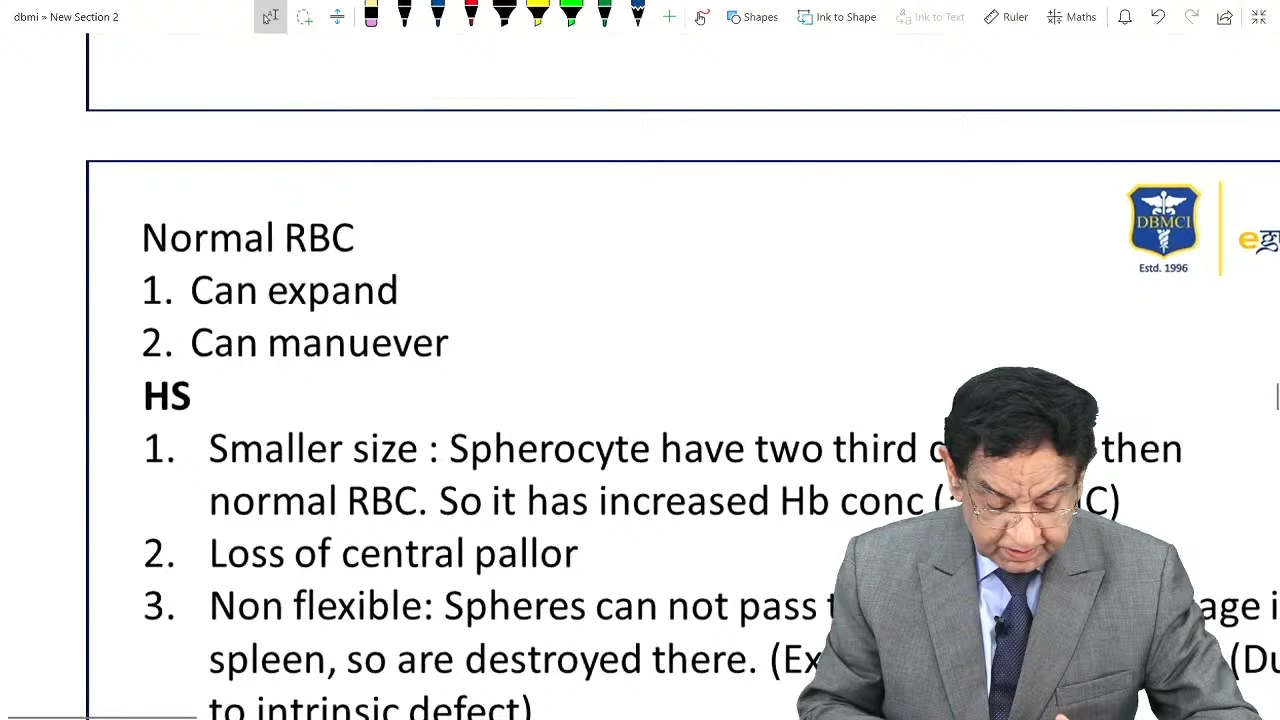 dbmi » New Section 2
Shapes
Ink to Shape
Ink to Text
Ruler
Maths
DBMCI
Estd. 1996
Normal RBC
1. Can expand
2. Can manuever
HS
1. Smaller size : Spherocyte have two third then
normal RBC. So it has increased Hb conc (
2. Loss of central pallor
3. Non flexible: Spheres can not pass
spleen, so are destroyed there.
to intrinsic defect)